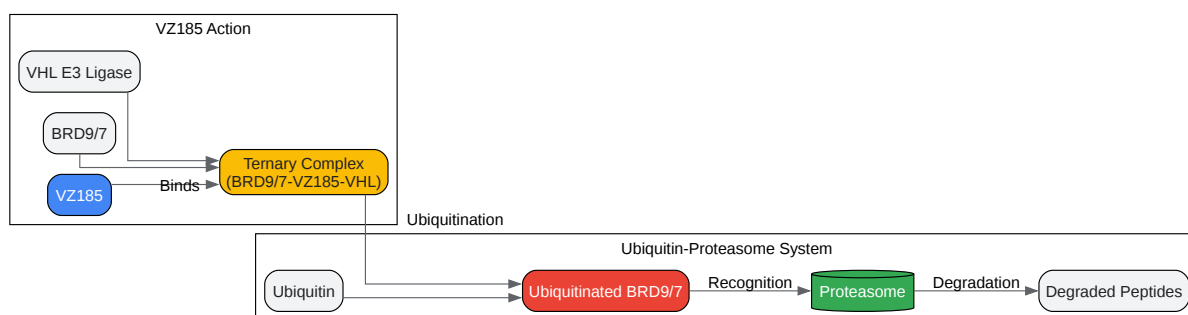 VZ185 Action
VHL E3 Ligase
BRD9/7
VZ185
Binds
Ternary Complex
(BRD9/7-VZ185-VHL)
Ubiquitination
Ubiquitin-Proteasome System
Ubiquitin
Ubiquitinated BRD9/7
Recognition
Proteasome
Degradation
Degraded Peptides